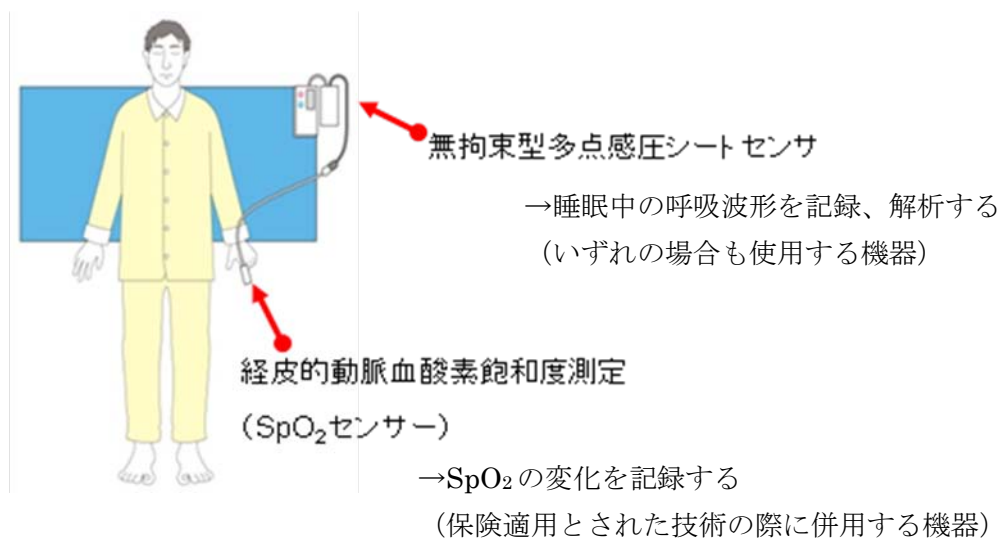 無拘束型多点感圧シートセンサ
→睡眠中の呼吸波形を記録、解析する
（いずれの場合も使用する機器）
経皮的動脈血酸素飽和度測定
（SpO₂センサー）
→SpO₂の変化を記録する
（保険適用とされた技術の際に併用する機器）